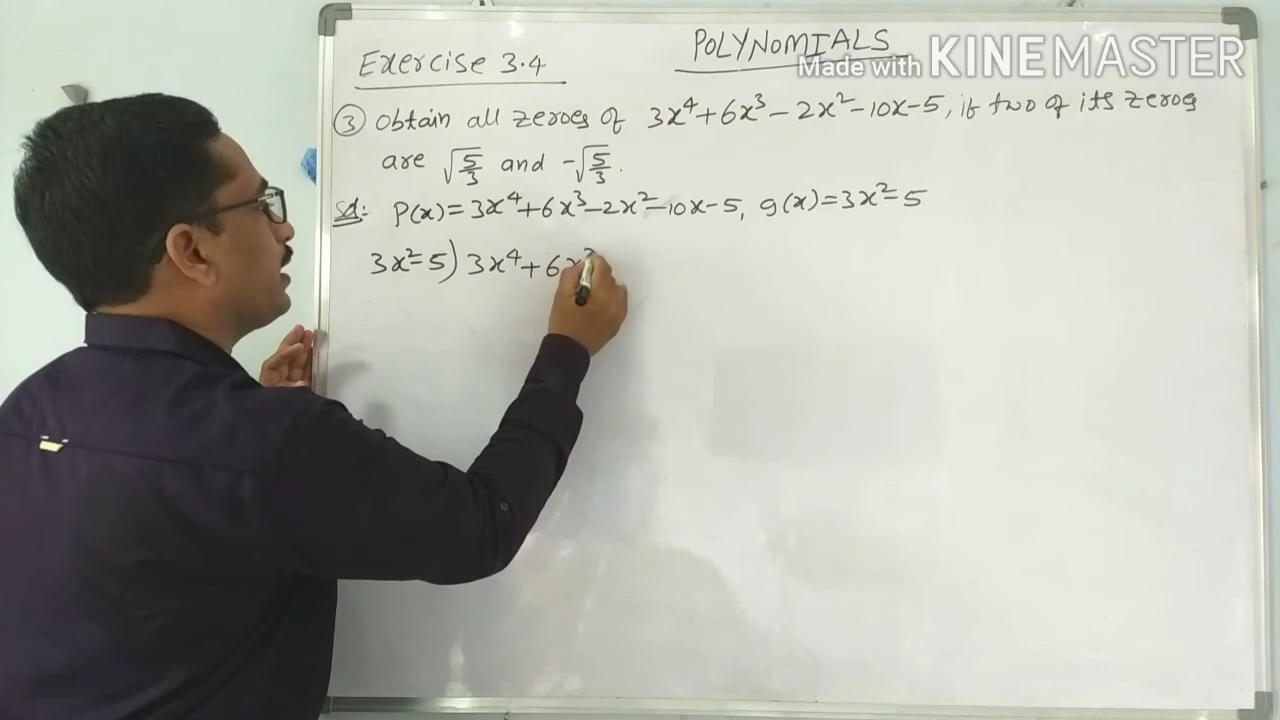 POLYNOMIALS
Made with KINEMASTER
Exercise 3.4
③ Obtain all zeroes of 3x⁴+6x³-2x²-10x-5, if two of its zeroes
are √5/3 and -√5/3.
Sol: P(x)=3x⁴+6x³-2x²-10x-5, g(x)=3x²-5
3x²-5)3x⁴+6x³